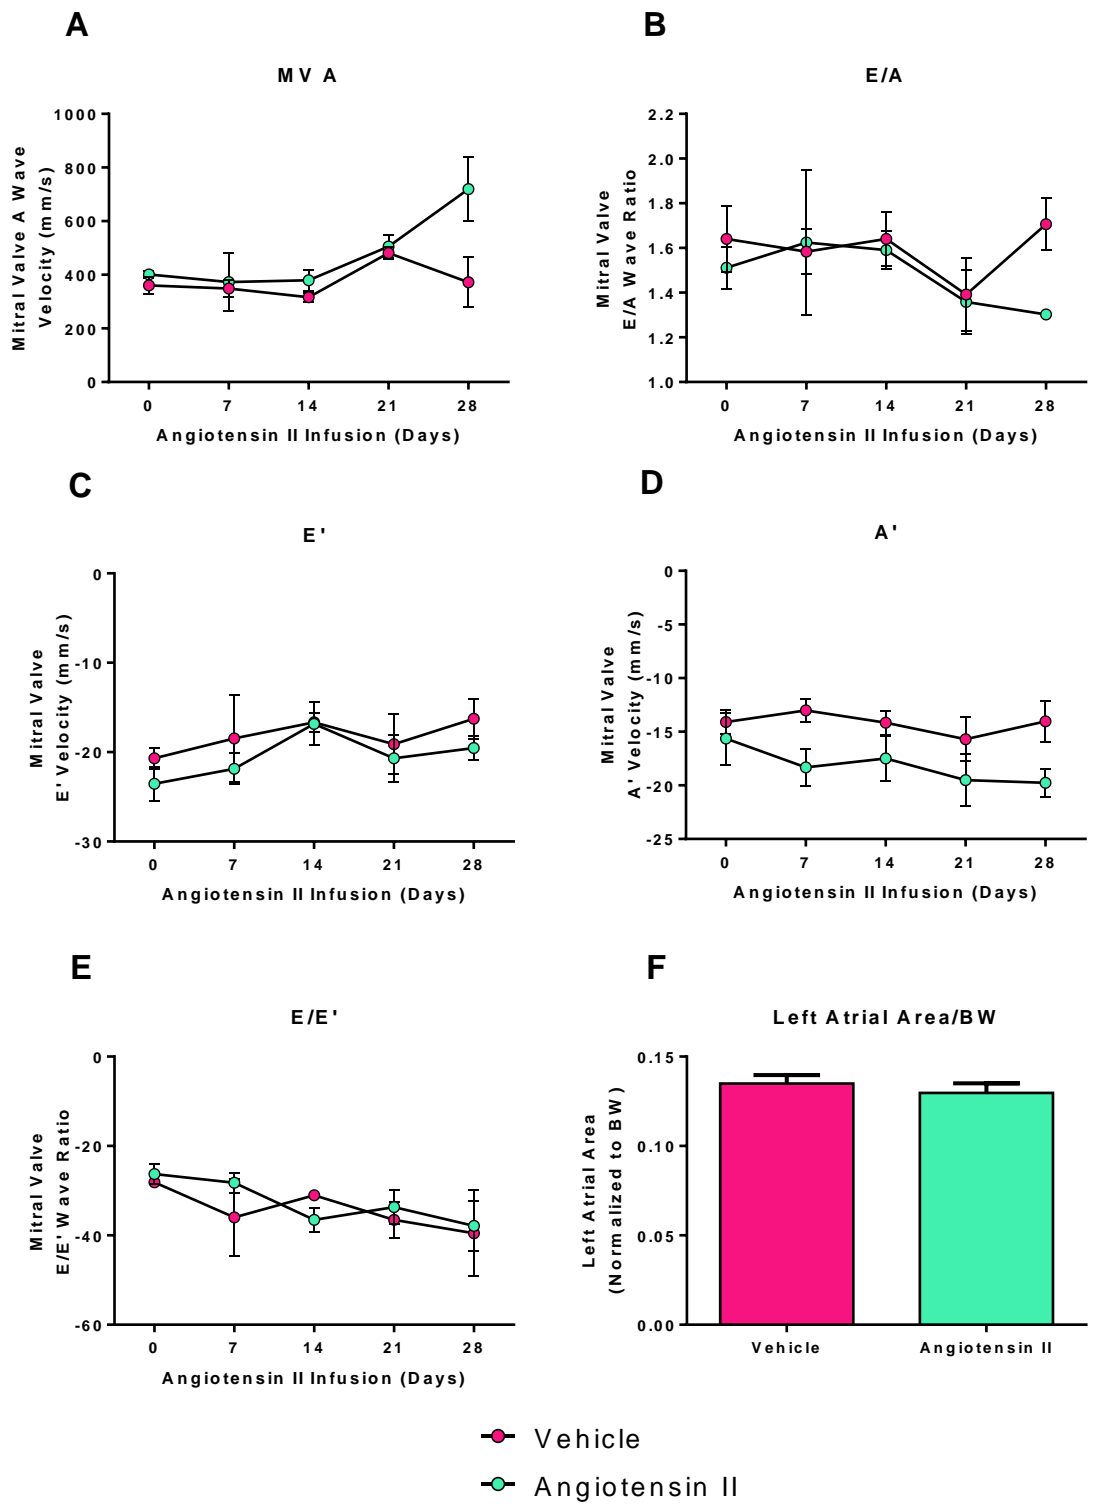 A
MV A
Mitral Valve A Wave
Velocity (mm/s)
1000
800
600
400
200
0
0 7 14 21 28
Angiotensin II Infusion (Days)
B
E/A
Mitral Valve
E/A Wave Ratio
2.2
2.0
1.8
1.6
1.4
1.2
1.0
0 7 14 21 28
Angiotensin II Infusion (Days)
C
E'
Mitral Valve
E' Velocity (mm/s)
0
-10
-20
-30
0 7 14 21 28
Angiotensin II Infusion (Days)
D
A'
Mitral Valve
A' Velocity (mm/s)
0
-5
-10
-15
-20
-25
0 7 14 21 28
Angiotensin II Infusion (Days)
E
E/E'
Mitral Valve
E/E' Wave Ratio
0
-20
-40
-60
0 7 14 21 28
Angiotensin II Infusion (Days)
F
Left Atrial Area/BW
Left Atrial Area
(Normalized to BW)
0.15
0.10
0.05
0.00
Vehicle Angiotensin II
Vehicle
Angiotensin II